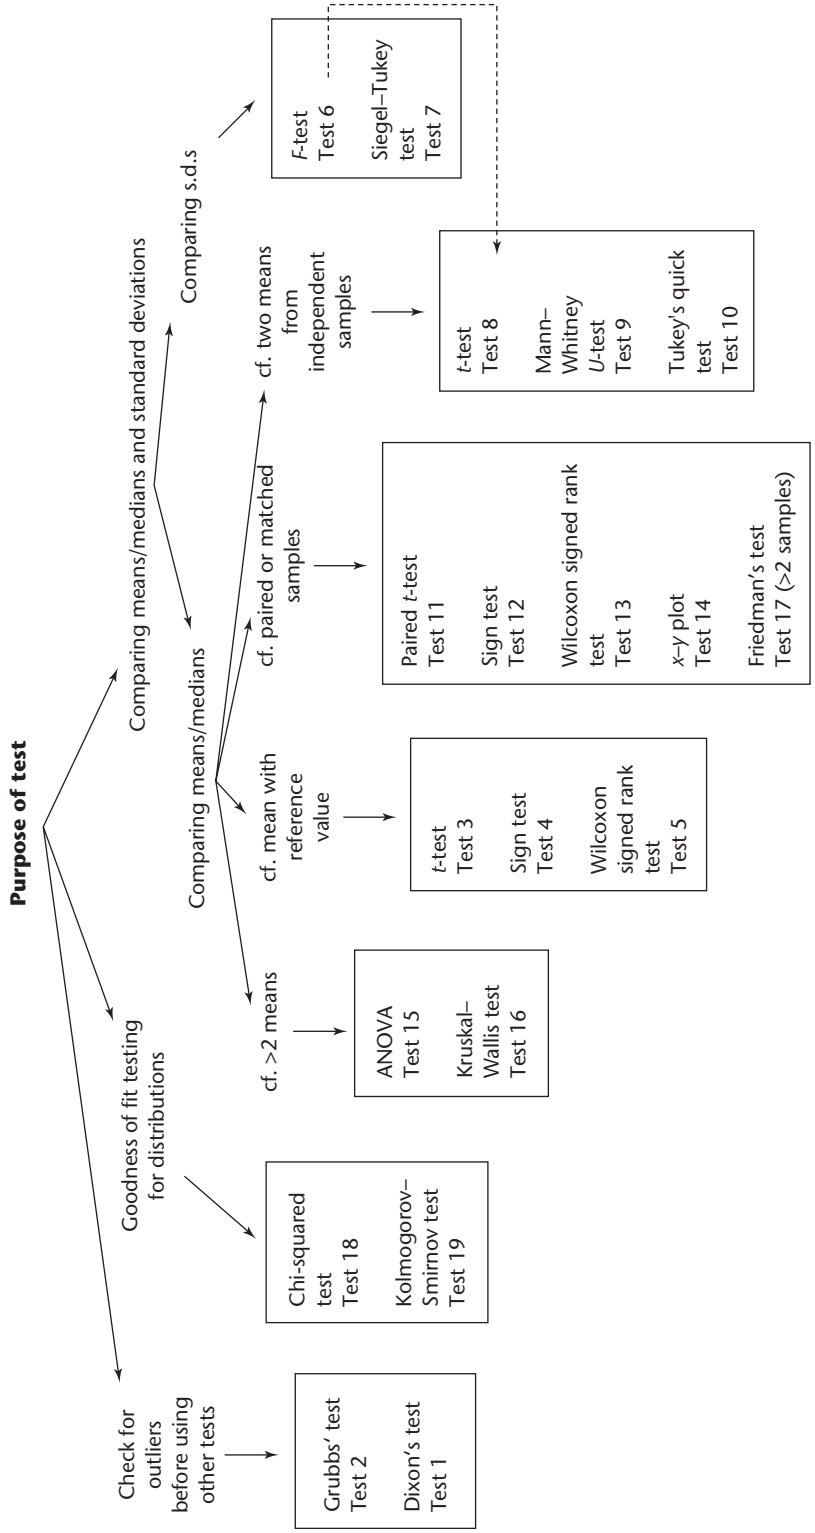 Purpose of test
Check for
outliers
before using
other tests
Goodness of fit testing
for distributions
Comparing means/medians and standard deviations
Comparing means/medians
Comparing s.d.s
cf. >2 means
cf. mean with
reference
value
cf. paired or matched
samples
cf. two means
from
independent
samples
Grubbs’ test
Test 2
Dixon’s test
Test 1
Chi-squared
test
Test 18
Kolmogorov–
Smirnov test
Test 19
ANOVA
Test 15
Kruskal–
Wallis test
Test 16
t-test
Test 3
Sign test
Test 4
Wilcoxon
signed rank
test
Test 5
Paired t-test
Test 11
Sign test
Test 12
Wilcoxon signed rank
test
Test 13
x–y plot
Test 14
Friedman’s test
Test 17 (>2 samples)
t-test
Test 8
Mann–
Whitney
U-test
Test 9
Tukey's quick
test
Test 10
F-test
Test 6
Siegel–Tukey
test
Test 7